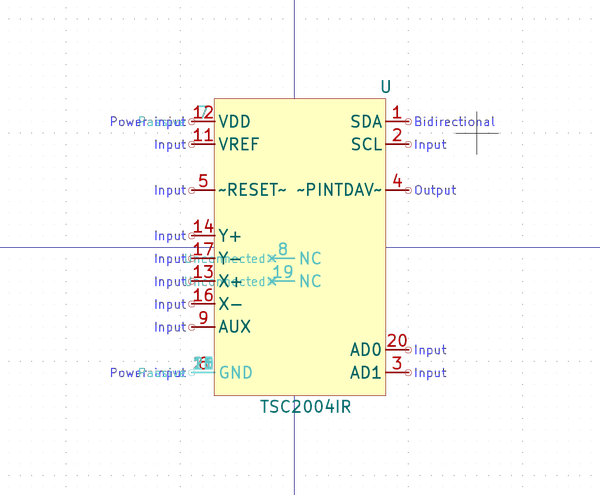 U
Power input 12 VDD SDA 1 Bidirectional
Input 11 VREF SCL 2 Input
Input 5 ~RESET~ ~PINTDAV~ 4 Output
Input 14 Y+
Input 17 Y− 8 NC
Input 13 X+ 19 NC
Input 16 X−
Input 9 AUX
AD0 20 Input
Power input GND AD1 3 Input
TSC2004IR